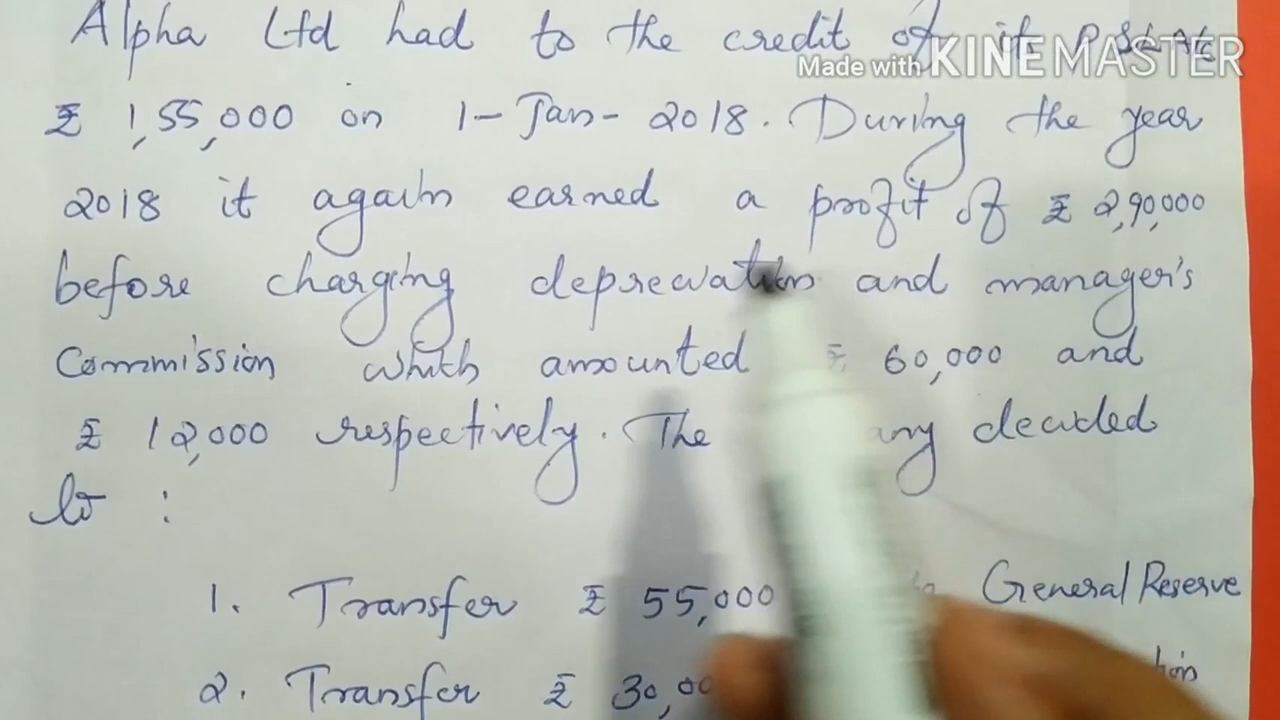 Alpha Ltd had to the credit of it P&L A/c
Made with KINEMASTER
₹ 1,55,000 on 1-Jan-2018. During the year
2018 it again earned a profit of ₹ 2,90,000
before charging depreciation and manager's
Commission which amounted ₹ 60,000 and
₹ 12,000 respectively. The decided
to :
1. Transfer ₹ 55,000 General Reserve
2. Transfer ₹